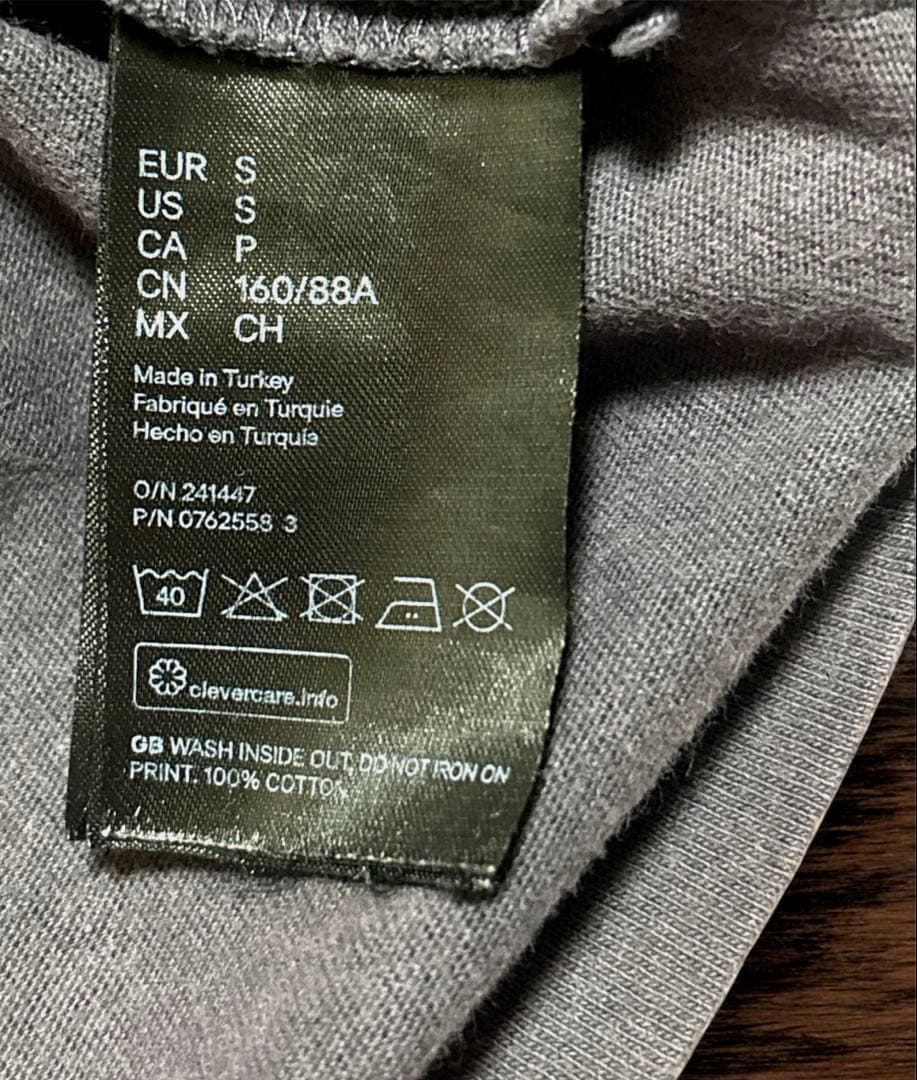 EUR S
US S
CA P
CN 160/88A
MX CH
Made in Turkey
Fabriqué en Turquie
Hecho en Turquía
O/N 241447
P/N 0762558 3
40
clevercare.info
GB WASH INSIDE OUT, DO NOT IRON ON
PRINT. 100% COTTON